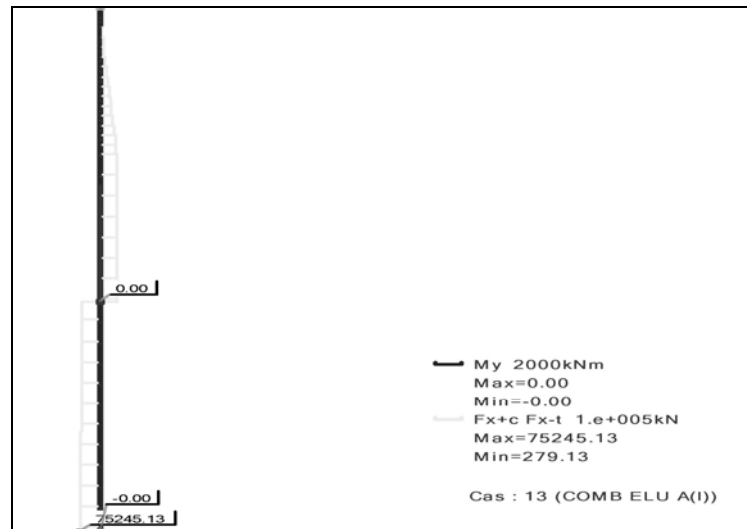 0.00
My 2000kNm
Max=0.00
Min=-0.00
Fx+c Fx-t 1.e+005kN
Max=75245.13
Min=279.13
Cas : 13 (COMB ELU A(I))
-0.00
75245.13